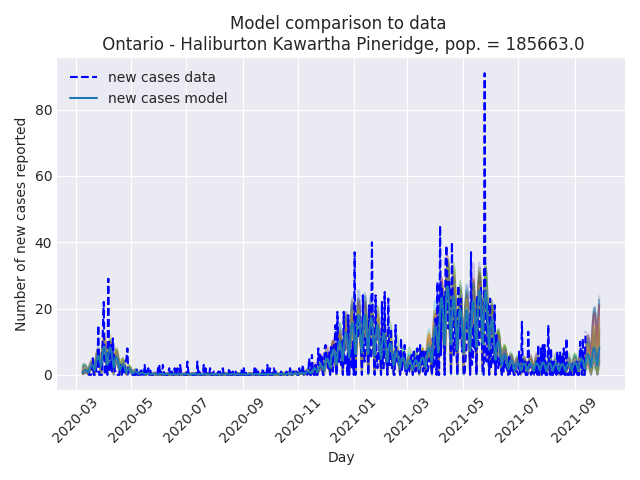 Model comparison to data
Ontario - Haliburton Kawartha Pineridge, pop. = 185663.0
new cases data
new cases model
Number of new cases reported
80
60
40
20
0
2020-03
2020-05
2020-07
2020-09
2020-11
2021-01
2021-03
2021-05
2021-07
2021-09
Day